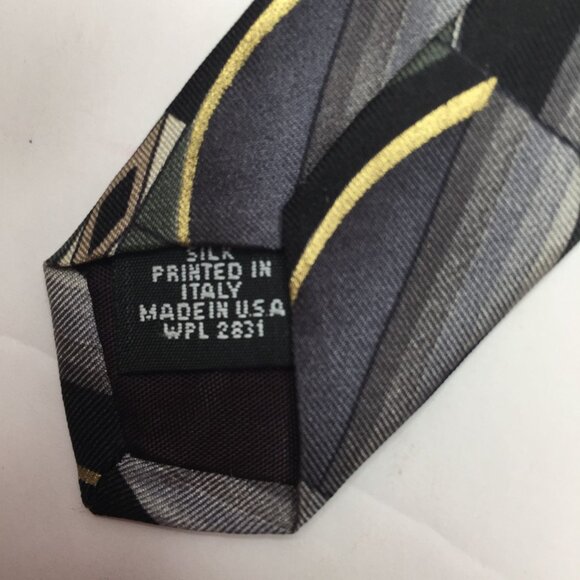 SILK
PRINTED IN
ITALY
MADE IN U.S.A
WPL 2831